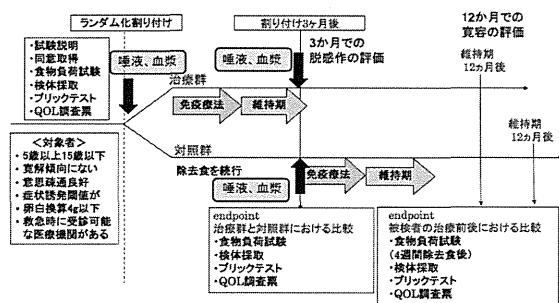 ランダム化割り付け
割り付け3ヶ月後
12か月での
寛容の評価
・試験説明
・同意取得
・食物負荷試験
・検体採取
・プリックテスト
・QOL調査票
唾液、血漿
唾液、血漿
3か月での
脱感作の評価
維持期
12ヵ月後
治療群
免疫療法
維持期
維持期
12ヵ月後
＜対象者＞
・5歳以上15歳以下
・寛解傾向にない
・意思疎通良好
・症状誘発閾値が
卵白換算4g以下
・救急時に受診可能
な医療機関がある
対照群
除去食を続行
免疫療法
維持期
唾液、血漿
endpoint
治療群と対照群における比較
・食物負荷試験
・検体採取
・プリックテスト
・QOL調査票
endpoint
被検者の治療前後における比較
・食物負荷試験
(4週間除去食後)
・検体採取
・プリックテスト
・QOL調査票